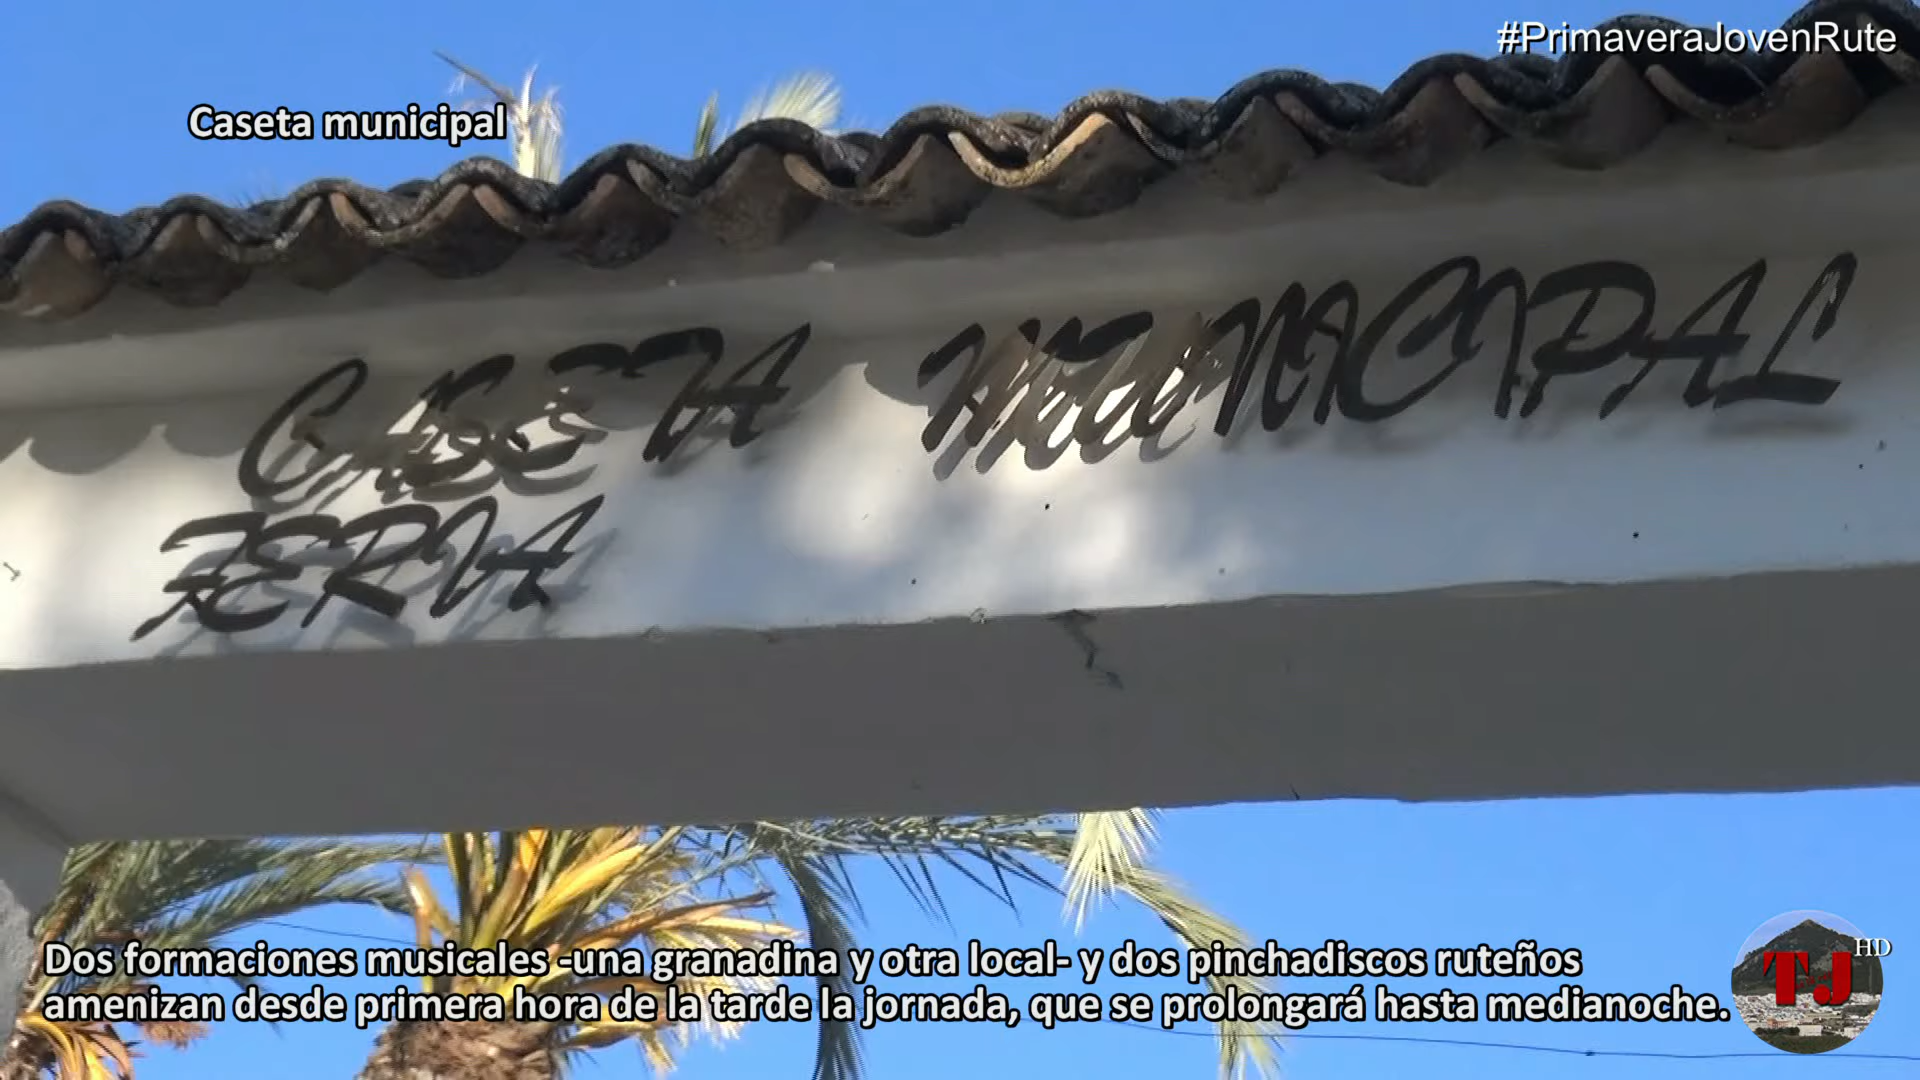 #PrimaveraJovenRute
Caseta municipal
CASETA MUNICIPAL
FERIA
Dos formaciones musicales -una granadina y otra local- y dos pinchadiscos ruteños
amenizan desde primera hora de la tarde la jornada, que se prolongará hasta medianoche.
TJ HD